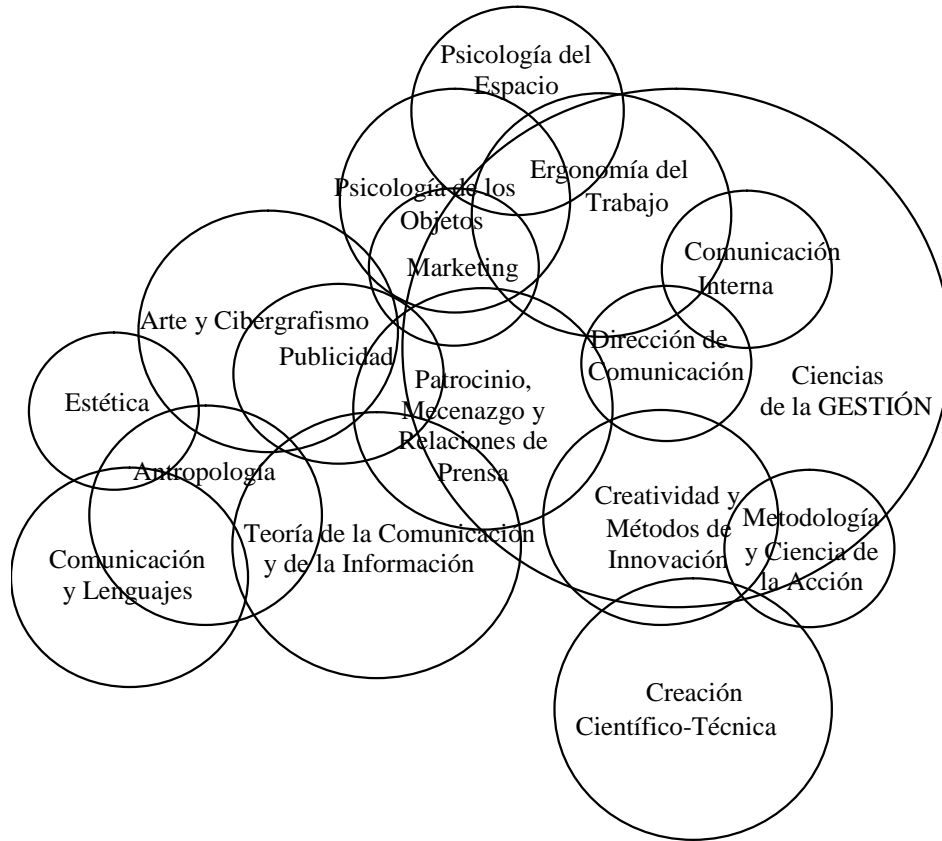 Psicología del
Espacio
Ergonomía del
Trabajo
Psicología de los
Objetos
Comunicación
Interna
Marketing
Arte y Cibergrafismo
Publicidad
Dirección de
Comunicación
Patrocinio,
Mecenazgo y
Relaciones de
Prensa
Ciencias
de la GESTIÓN
Estética
Antropología
Creatividad y
Métodos de
Innovación
Metodología
y Ciencia de
la Acción
Teoría de la Comunicación
y de la Información
Comunicación
y Lenguajes
Creación
Científico-Técnica